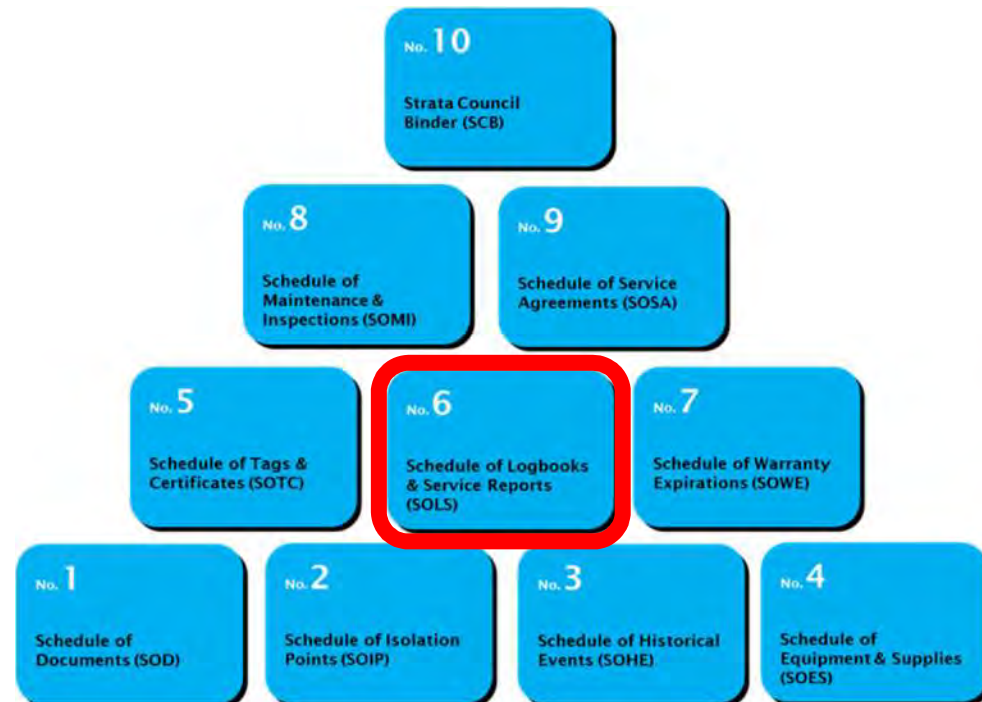 No. 10
Strata Council
Binder (SCB)
No. 8
Schedule of
Maintenance &
Inspections (SOMI)
No. 9
Schedule of Service
Agreements (SOSA)
No. 5
Schedule of Tags &
Certificates (SOTC)
No. 6
Schedule of Logbooks
& Service Reports
(SOLS)
No. 7
Schedule of Warranty
Expirations (SOWE)
No. 1
Schedule of
Documents (SOD)
No. 2
Schedule of Isolation
Points (SOIP)
No. 3
Schedule of Historical
Events (SOHE)
No. 4
Schedule of
Equipment & Supplies
(SOES)